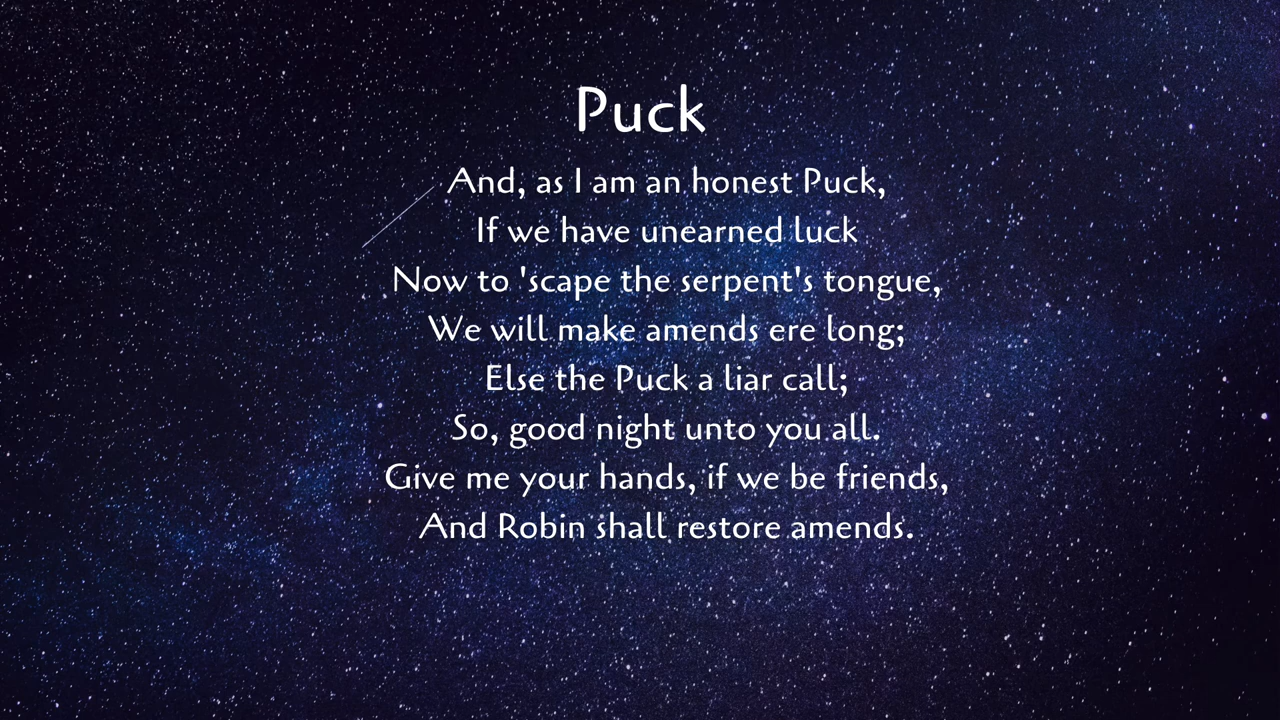 Puck
And, as I am an honest Puck,
If we have unearned luck
Now to 'scape the serpent's tongue,
We will make amends ere long;
Else the Puck a liar call;
So, good night unto you all.
Give me your hands, if we be friends,
And Robin shall restore amends.